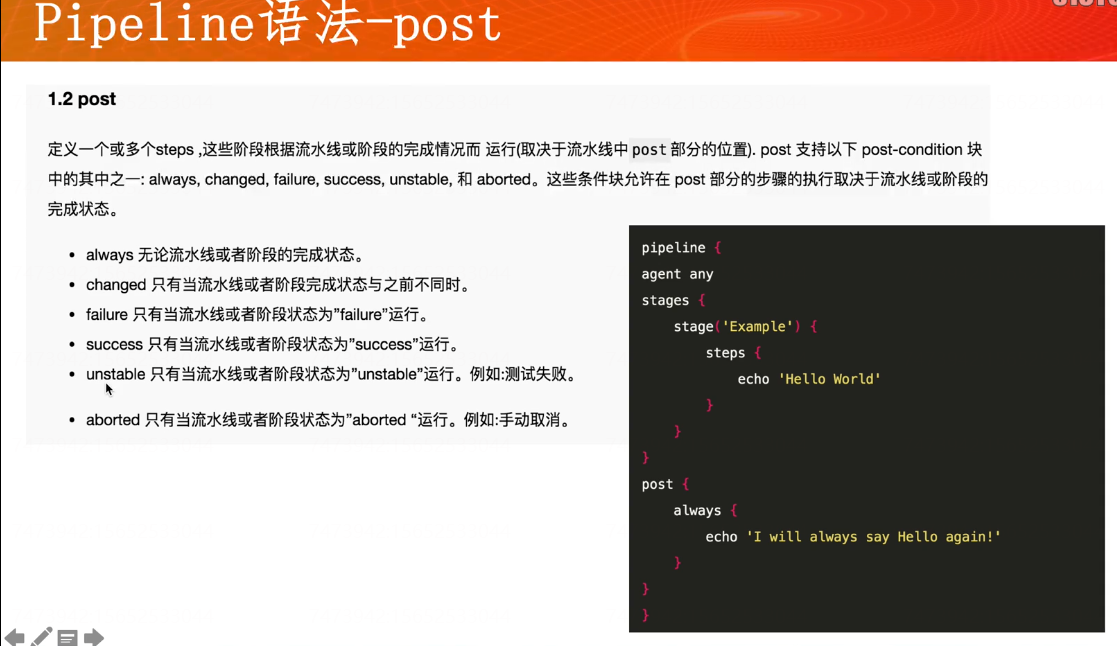 Pipeline语法-post
1.2 post
定义一个或多个steps ,这些阶段根据流水线或阶段的完成情况而 运行(取决于流水线中 post 部分的位置). post 支持以下 post-condition 块
中的其中之一: always, changed, failure, success, unstable, 和 aborted。这些条件块允许在 post 部分的步骤的执行取决于流水线或阶段的
完成状态。
• always 无论流水线或者阶段的完成状态。
• changed 只有当流水线或者阶段完成状态与之前不同时。
• failure 只有当流水线或者阶段状态为”failure”运行。
• success 只有当流水线或者阶段状态为”success”运行。
• unstable 只有当流水线或者阶段状态为”unstable”运行。例如:测试失败。
• aborted 只有当流水线或者阶段状态为”aborted “运行。例如:手动取消。
pipeline {
agent any
stages {
    stage('Example') {
        steps {
            echo 'Hello World'
        }
    }
}
post {
    always {
        echo 'I will always say Hello again!'
    }
}
}